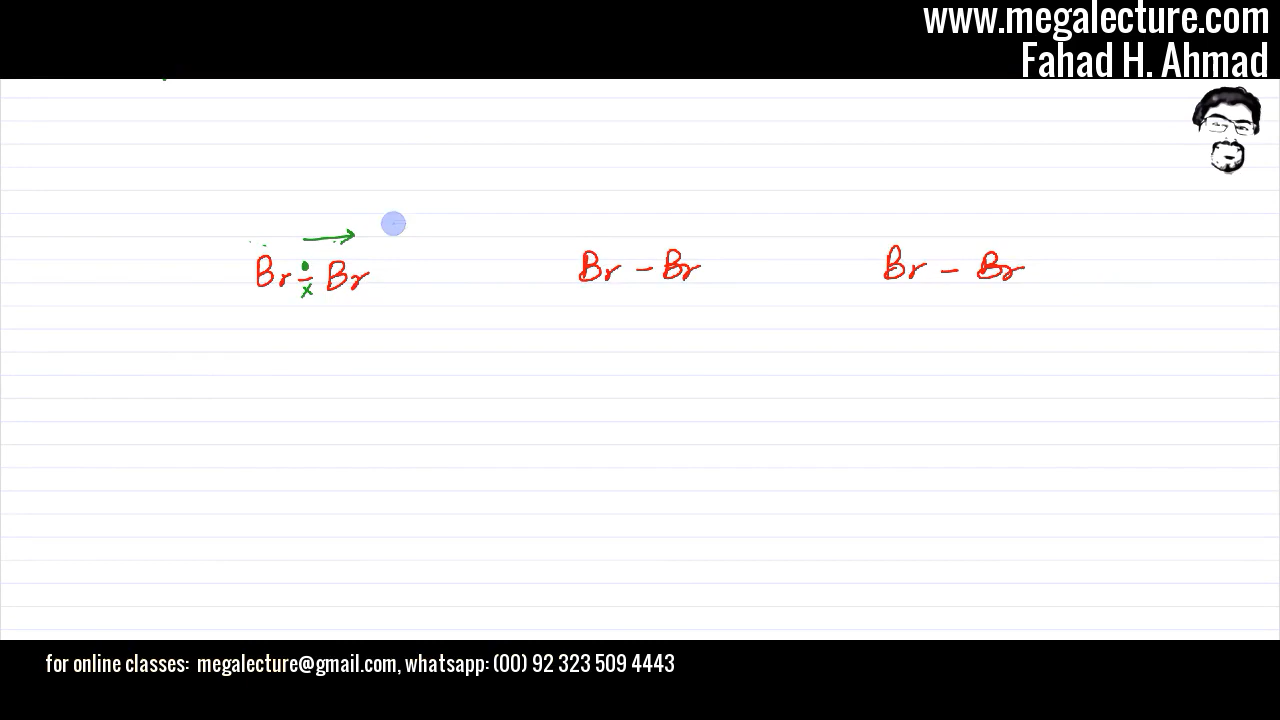 www.megalecture.com
Fahad H. Ahmad
Br ÷ Br Br – Br Br – Br
x
for online classes: megalecture@gmail.com, whatsapp: (00) 92 323 509 4443